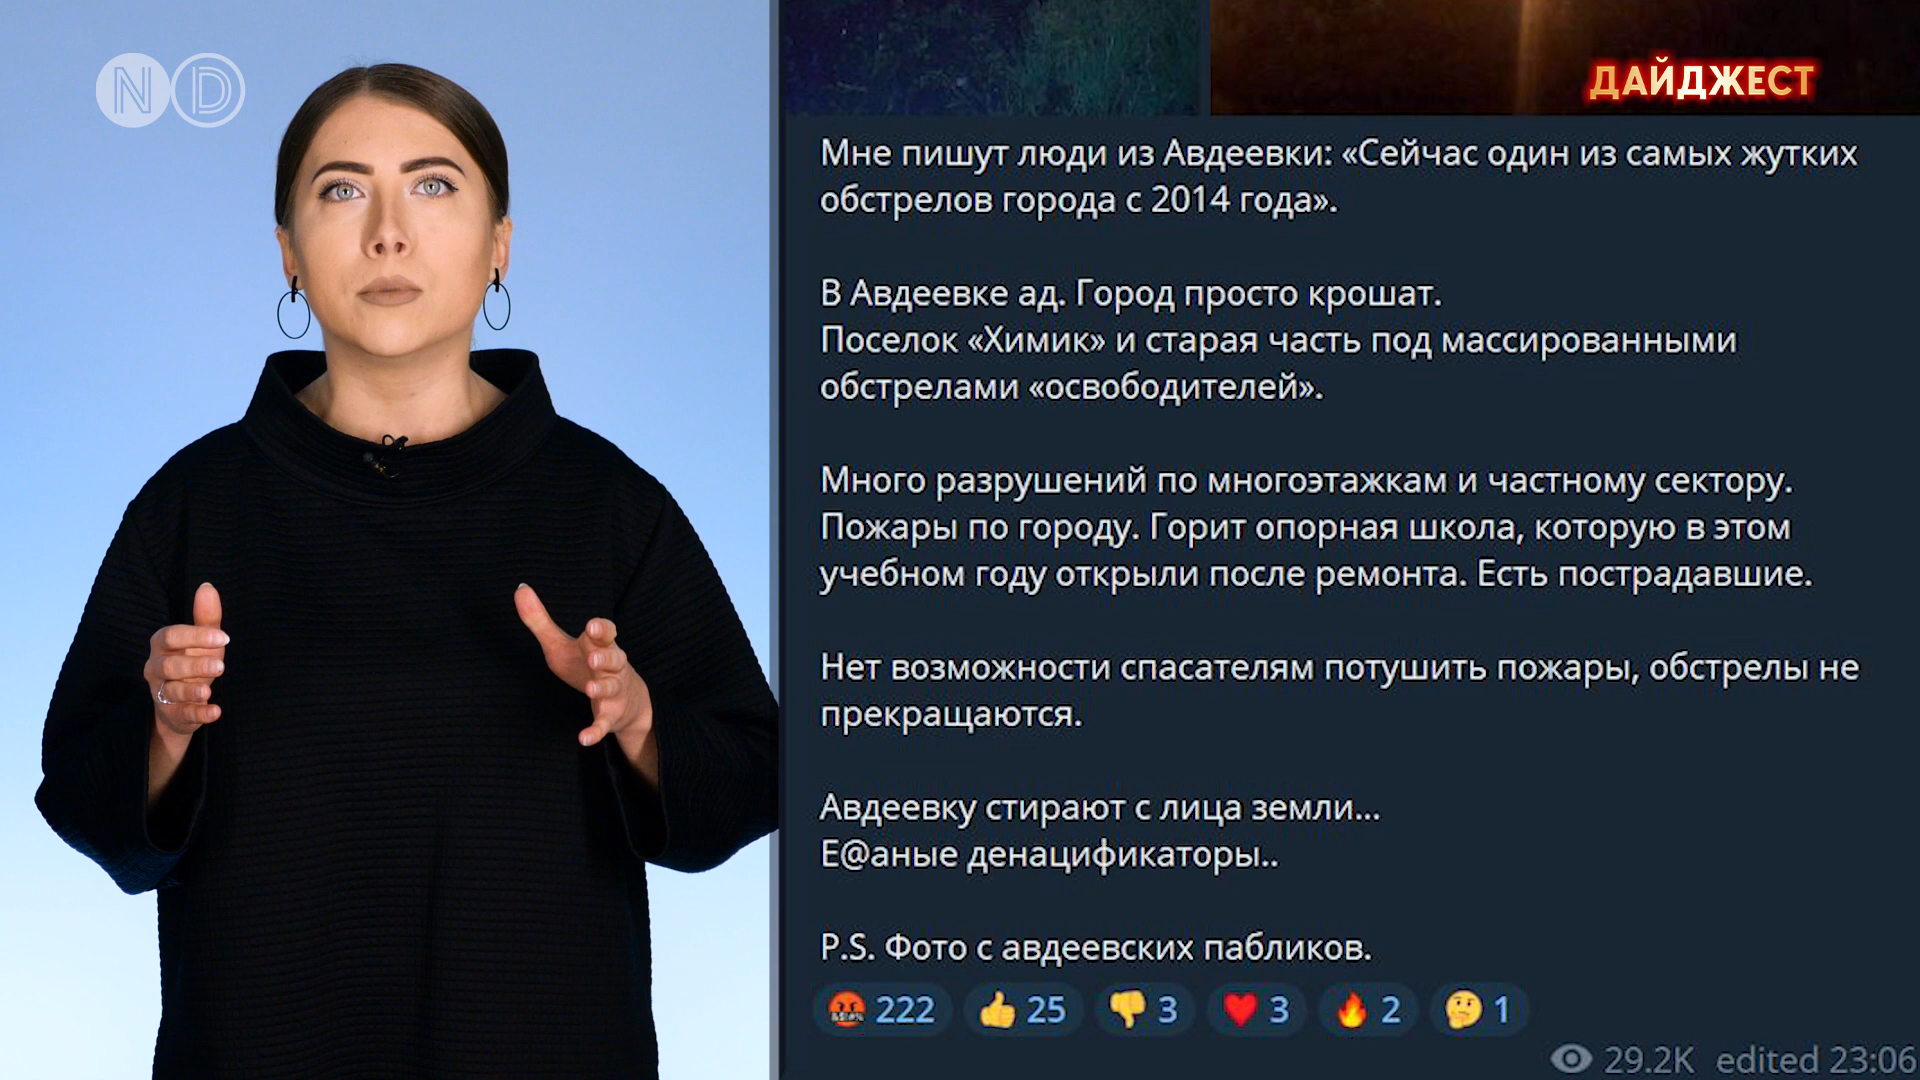 ND
ДАЙДЖЕСТ
Мне пишут люди из Авдеевки: «Сейчас один из самых жутких
обстрелов города с 2014 года».
В Авдеевке ад. Город просто крошат.
Поселок «Химик» и старая часть под массированными
обстрелами «освободителей».
Много разрушений по многоэтажкам и частному сектору.
Пожары по городу. Горит опорная школа, которую в этом
учебном году открыли после ремонта. Есть пострадавшие.
Нет возможности спасателям потушить пожары, обстрелы не
прекращаются.
Авдеевку стирают с лица земли...
Е@аные денацификаторы..
P.S. Фото с авдеевских пабликов.
222 25 3 3 2 1
29.2K edited 23:06